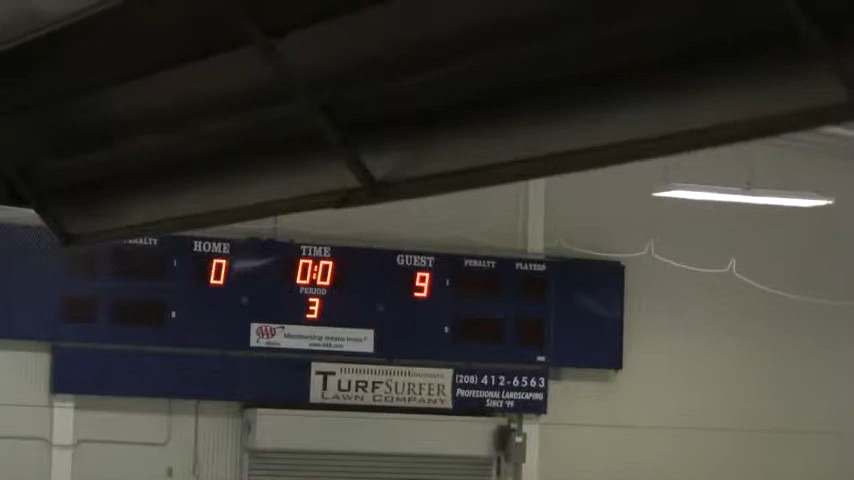 PENALTY HOME TIME GUEST PENALTY PLAYERS
0 0:0 9
PERIOD
3
AAA Membership means more.
TURFSURFER
LAWN COMPANY
(208) 412-6563
PROFESSIONAL LANDSCAPING
SINCE '99